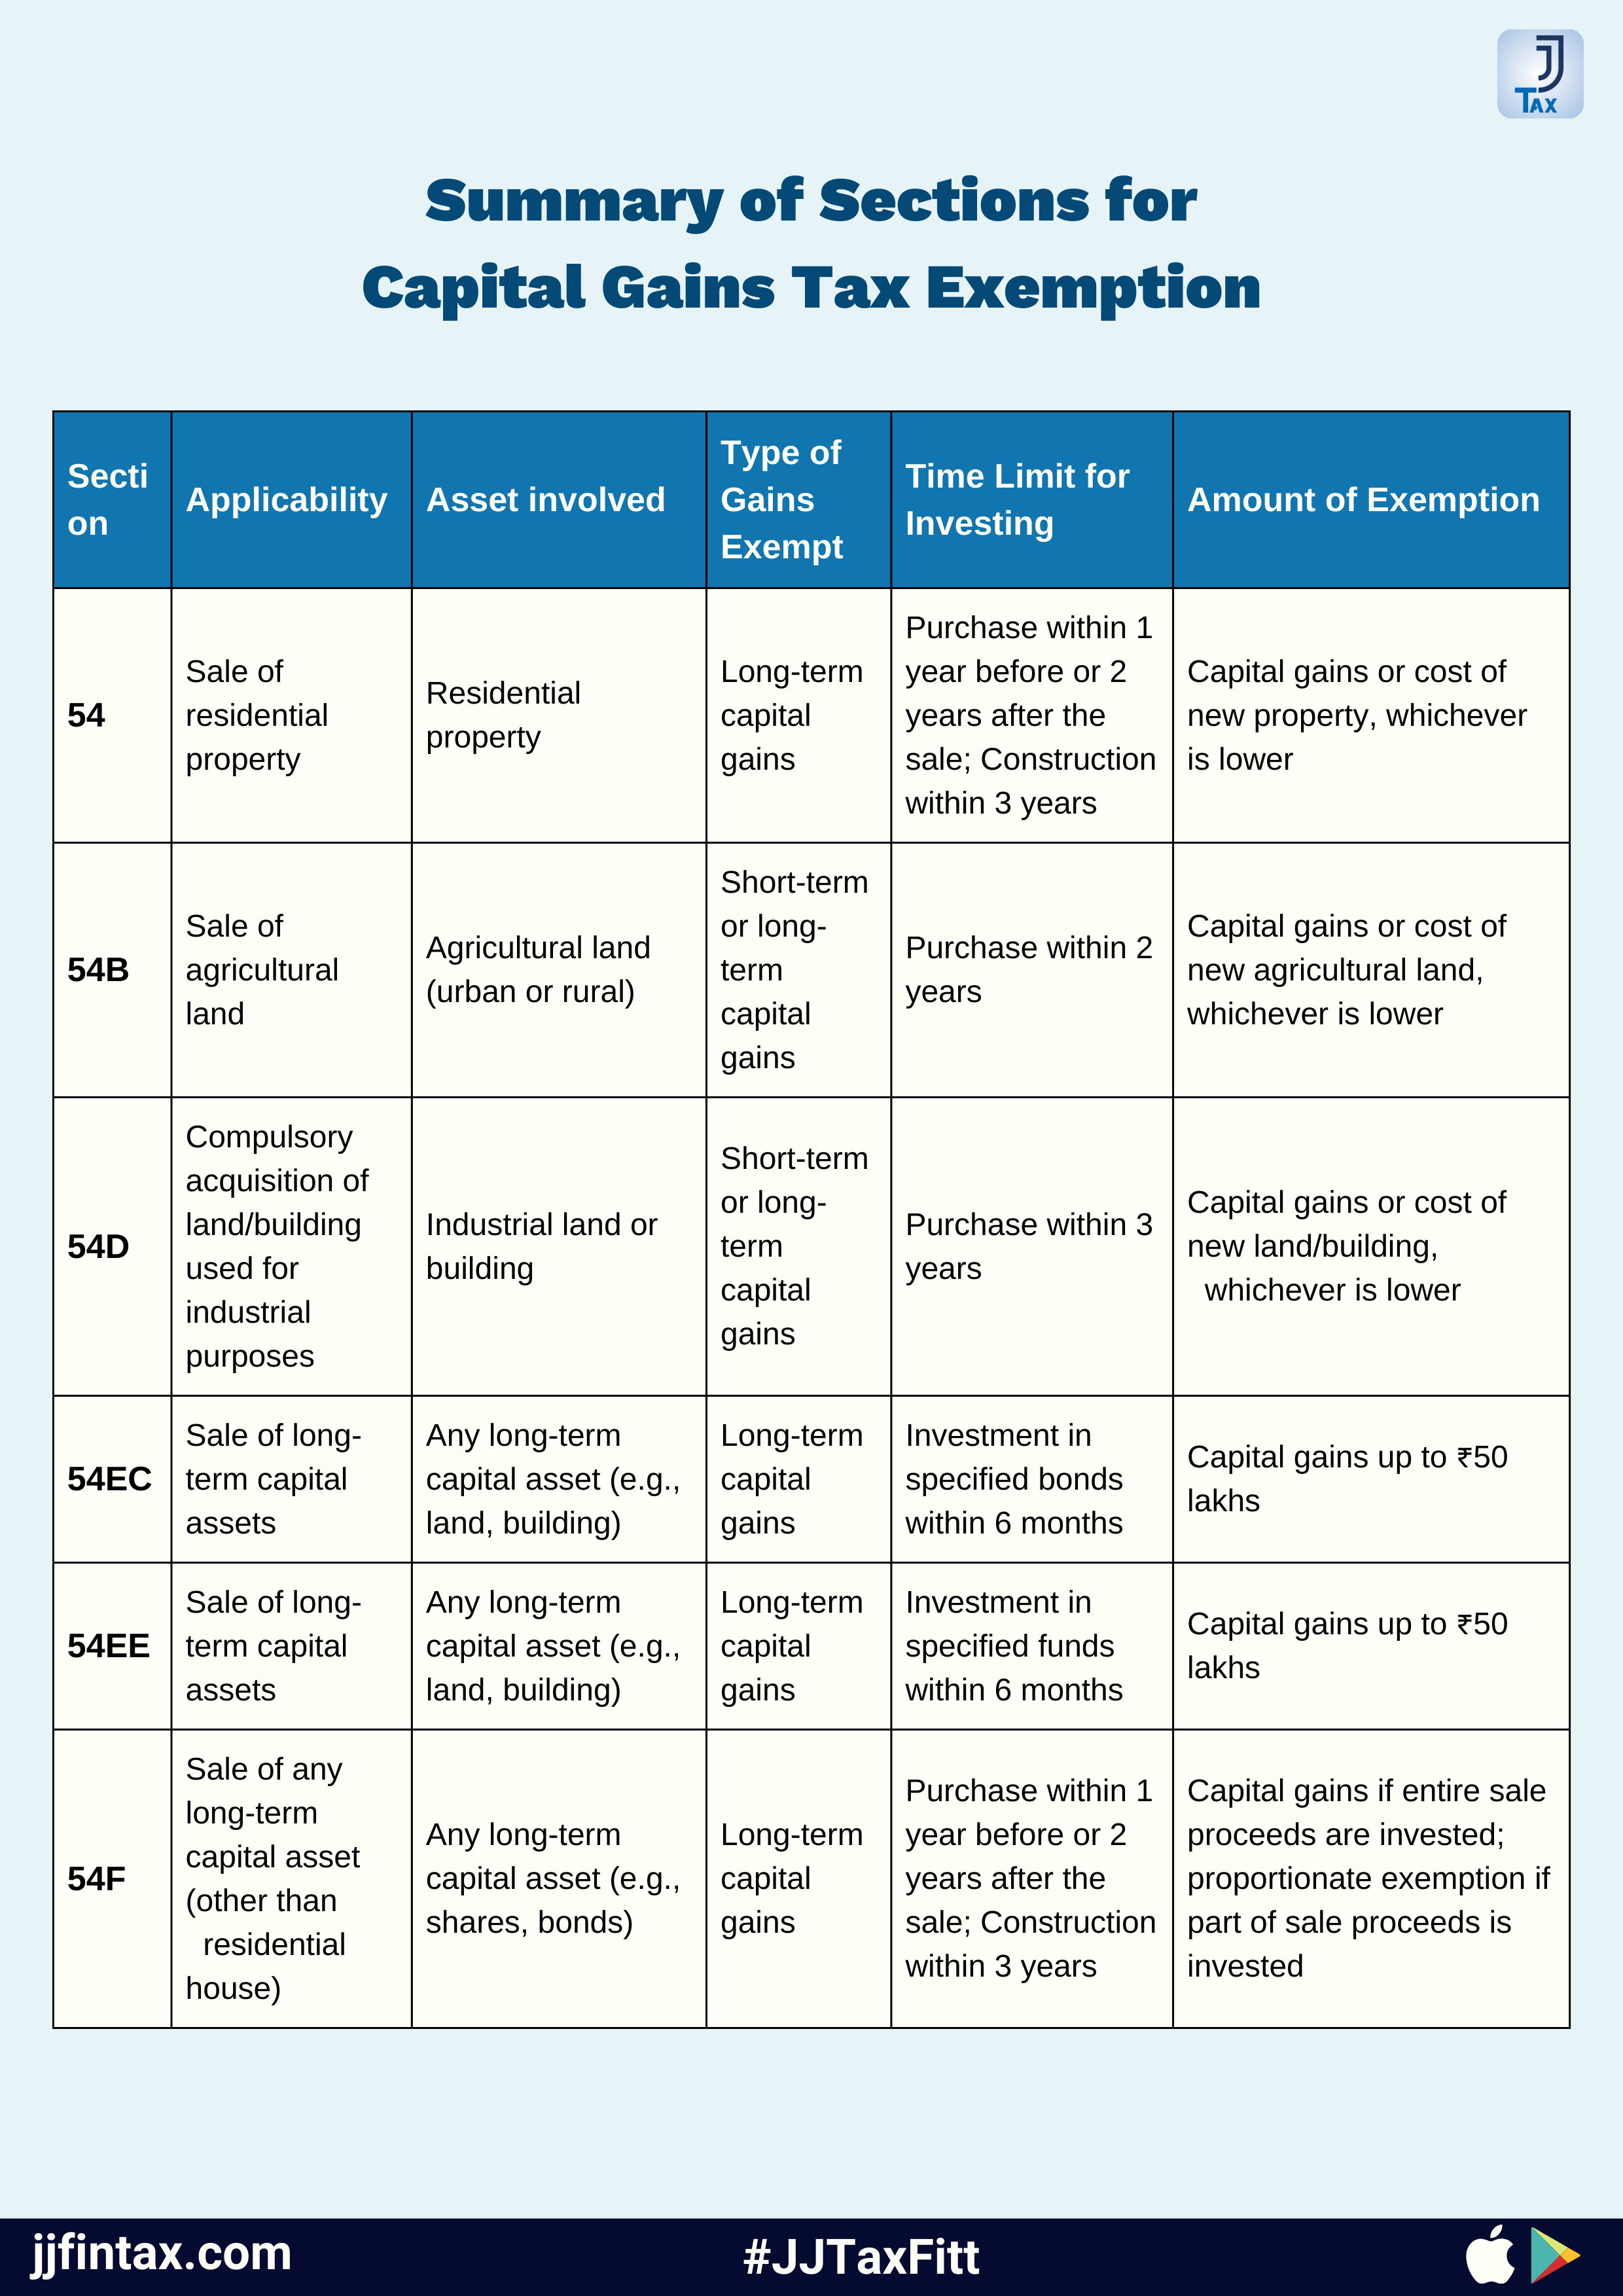 J
TAX
Summary of Sections for
Capital Gains Tax Exemption
Secti
on
Applicability
Asset involved
Type of
Gains
Exempt
Time Limit for
Investing
Amount of Exemption
54
Sale of
residential
property
Residential
property
Long-term
capital
gains
Purchase within 1
year before or 2
years after the
sale; Construction
within 3 years
Capital gains or cost of
new property, whichever
is lower
54B
Sale of
agricultural
land
Agricultural land
(urban or rural)
Short-term
or long-
term
capital
gains
Purchase within 2
years
Capital gains or cost of
new agricultural land,
whichever is lower
54D
Compulsory
acquisition of
land/building
used for
industrial
purposes
Industrial land or
building
Short-term
or long-
term
capital
gains
Purchase within 3
years
Capital gains or cost of
new land/building,
whichever is lower
54EC
Sale of long-
term capital
assets
Any long-term
capital asset (e.g.,
land, building)
Long-term
capital
gains
Investment in
specified bonds
within 6 months
Capital gains up to ₹50
lakhs
54EE
Sale of long-
term capital
assets
Any long-term
capital asset (e.g.,
land, building)
Long-term
capital
gains
Investment in
specified funds
within 6 months
Capital gains up to ₹50
lakhs
54F
Sale of any
long-term
capital asset
(other than
residential
house)
Any long-term
capital asset (e.g.,
shares, bonds)
Long-term
capital
gains
Purchase within 1
year before or 2
years after the
sale; Construction
within 3 years
Capital gains if entire sale
proceeds are invested;
proportionate exemption if
part of sale proceeds is
invested
jjfintax.com
#JJTaxFitt